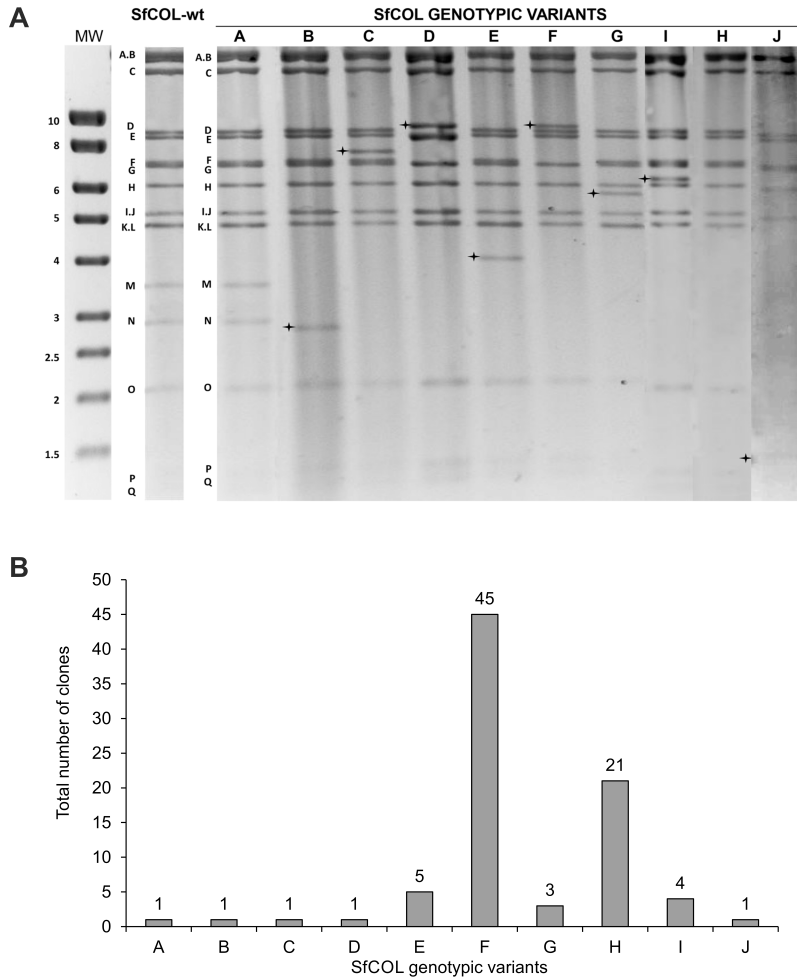 A
SfCOL-wt SfCOL GENOTYPIC VARIANTS
MW A B C D E F G I H J
10
8
6
5
4
3
2.5
2
1.5
A.B
C
D
E
F
G
H
I.J
K.L
M
N
O
P
Q
A.B
C
D
E
F
G
H
I.J
K.L
M
N
O
P
Q
B
Total number of clones
50
45
40
35
30
25
20
15
10
5
0
1 1 1 1 5 45 3 21 4 1
A B C D E F G H I J
SfCOL genotypic variants